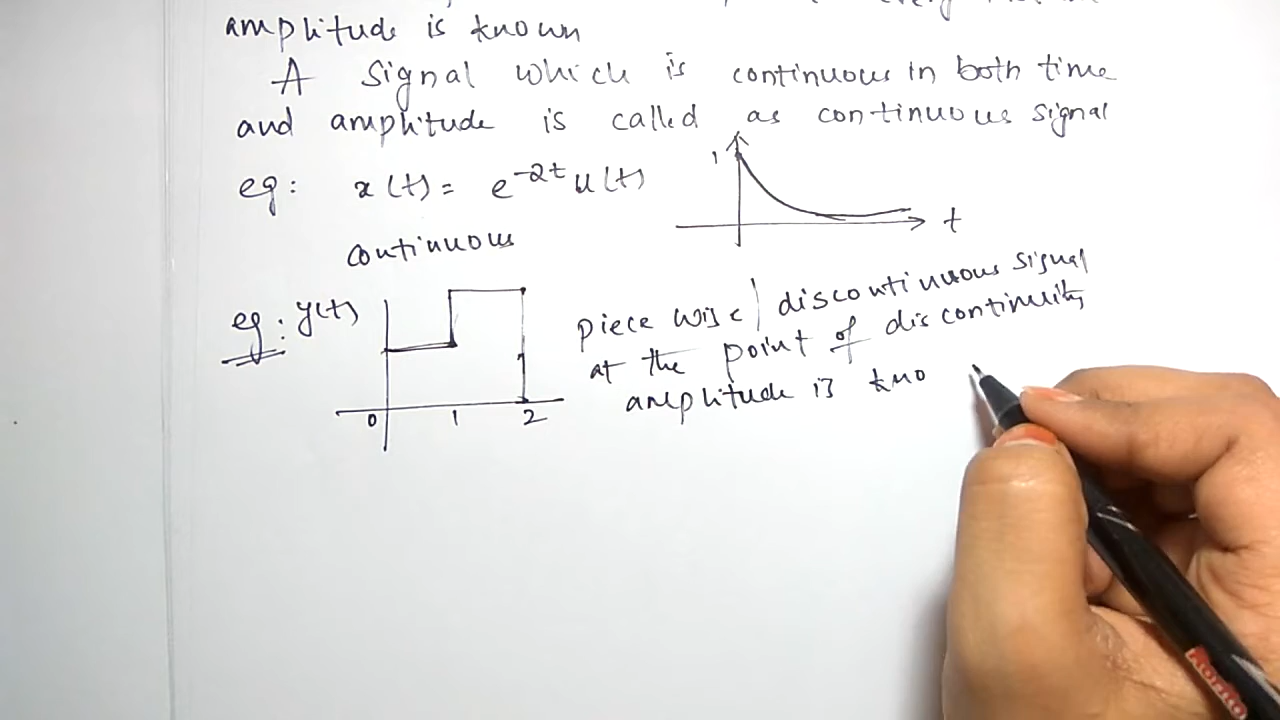 amplitude is known
A signal which is continuous in both time
and amplitude is called as continuous signal
eg: x(t) = e^-2t u(t)
1
t
continuous
eg: y(t)
0 1 2
piece wise/discontinuous signal
at the point of discontinuity
amplitude is kno